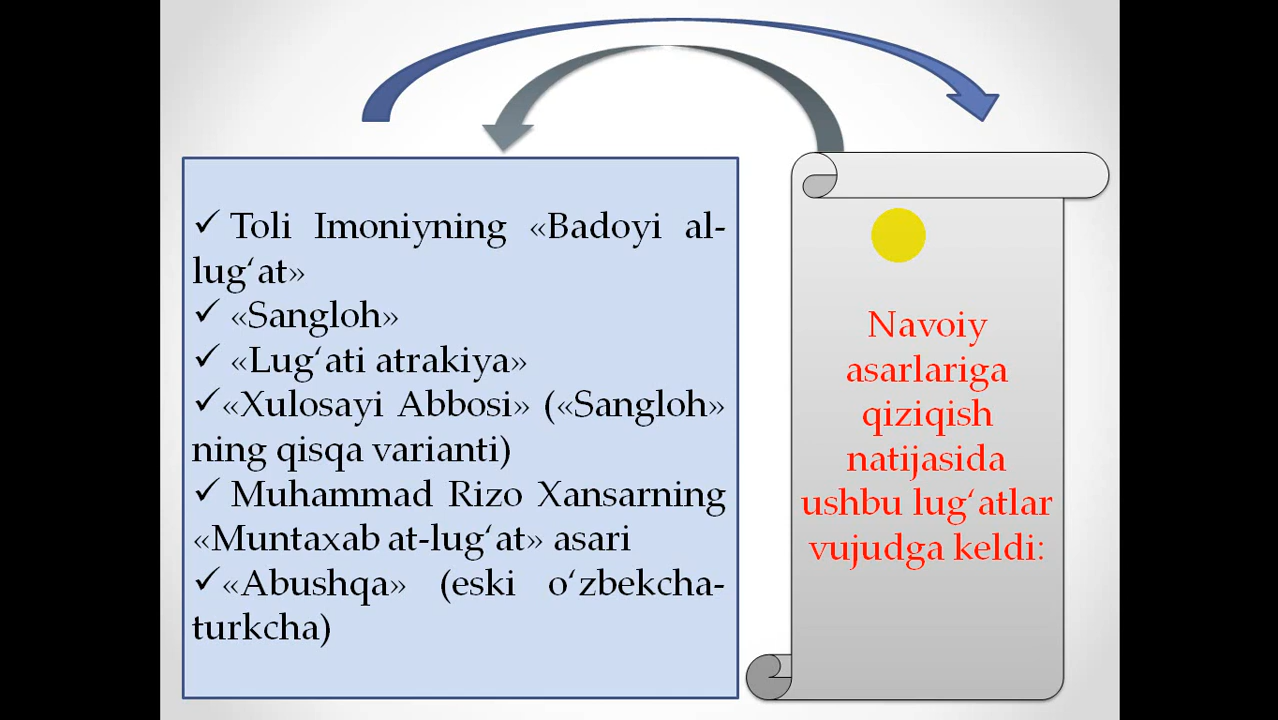 ✓ Toli Imoniyning «Badoyi al-
lug‘at»
✓ «Sangloh»
✓ «Lug‘ati atrakiya»
✓«Xulosayi Abbosi» («Sangloh»
ning qisqa varianti)
✓ Muhammad Rizo Xansarning
«Muntaxab at-lug‘at» asari
✓«Abushqa» (eski o‘zbekcha-
turkcha)
Navoiy
asarlariga
qiziqish
natijasida
ushbu lug‘atlar
vujudga keldi: